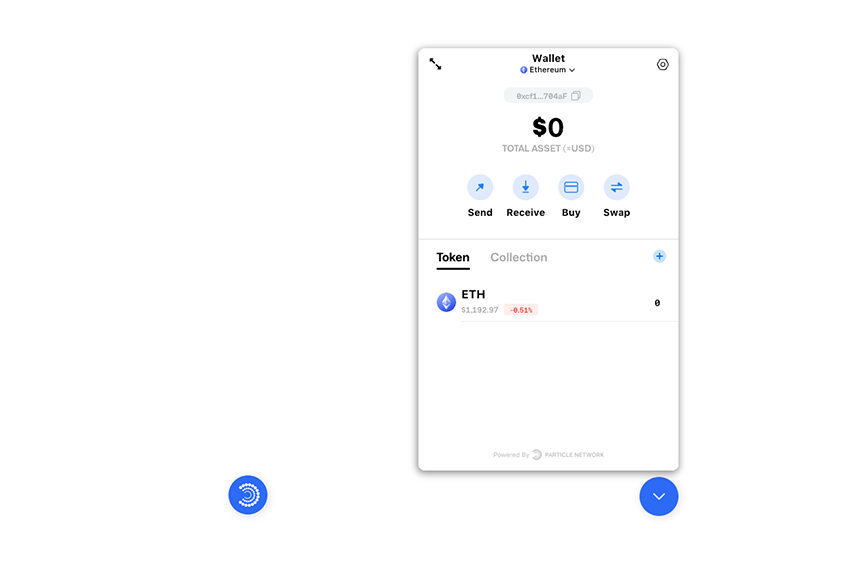 Wallet
Ethereum
0xcf1...704aF
$0
TOTAL ASSET (≈USD)
Send Receive Buy Swap
Token Collection
ETH
0
$1,192.97 -0.51%
Powered By PARTICLE NETWORK